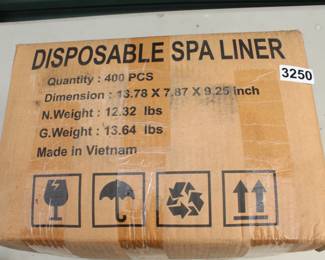 DISPOSABLE SPA LINER
3250
Quantity : 400 PCS
Dimension : 13.78 X 7.87 X 9.25 inch
N.Weight : 12.32 lbs
G.Weight : 13.64 lbs
Made in Vietnam